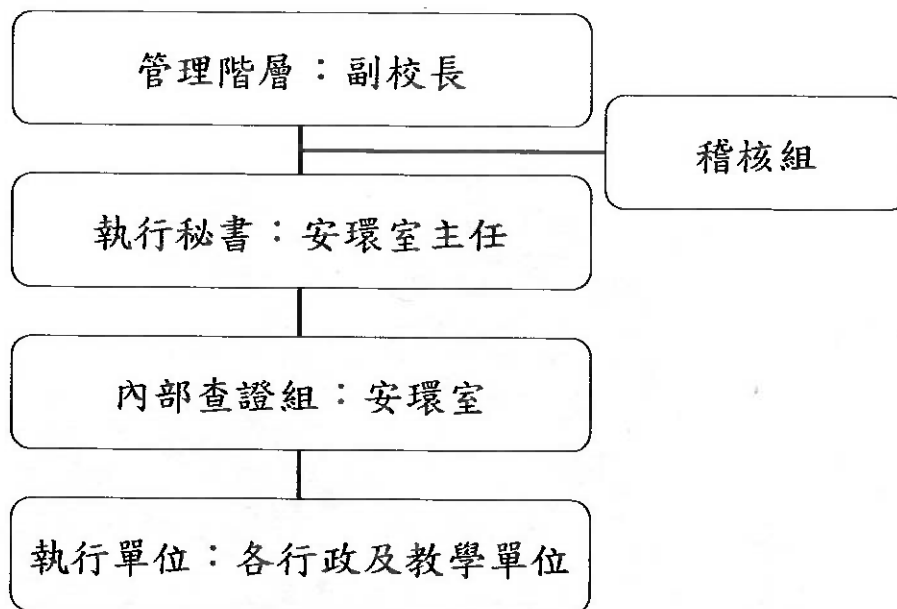 管理階層：副校長
稽核組
執行秘書：安環室主任
內部查證組：安環室
執行單位：各行政及教學單位